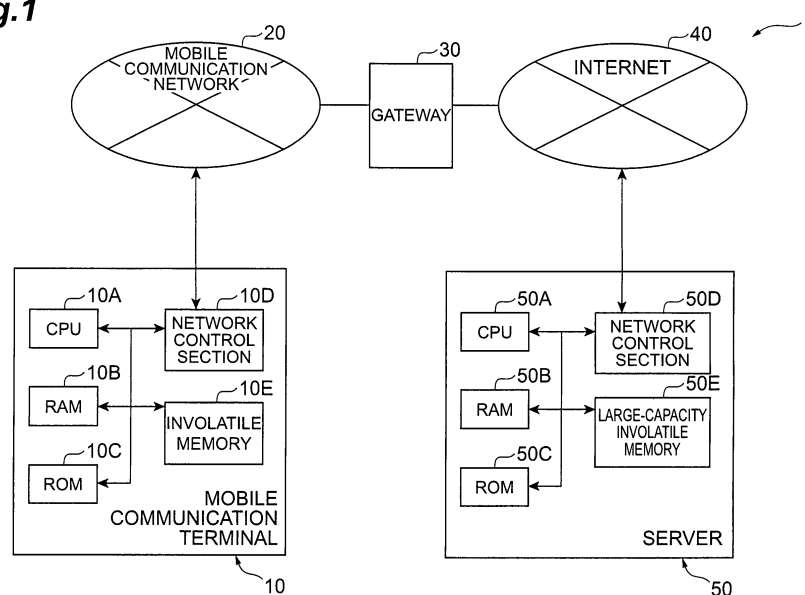 Fig.1
20
MOBILE
COMMUNICATION
NETWORK
30
GATEWAY
40
INTERNET
10A
CPU
10D
NETWORK
CONTROL
SECTION
10B
RAM
10E
INVOLATILE
MEMORY
10C
ROM
MOBILE
COMMUNICATION
TERMINAL
10
50A
CPU
50D
NETWORK
CONTROL
SECTION
50B
RAM
50E
LARGE-CAPACITY
INVOLATILE
MEMORY
50C
ROM
SERVER
50